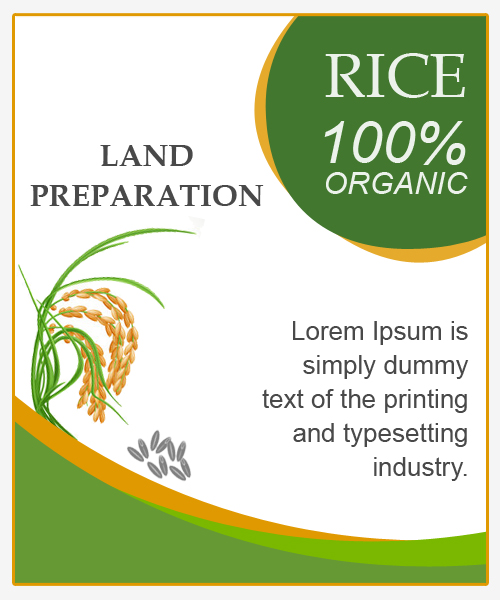 RICE
100%
ORGANIC
LAND
PREPARATION
Lorem Ipsum is
simply dummy
text of the printing
and typesetting
industry.